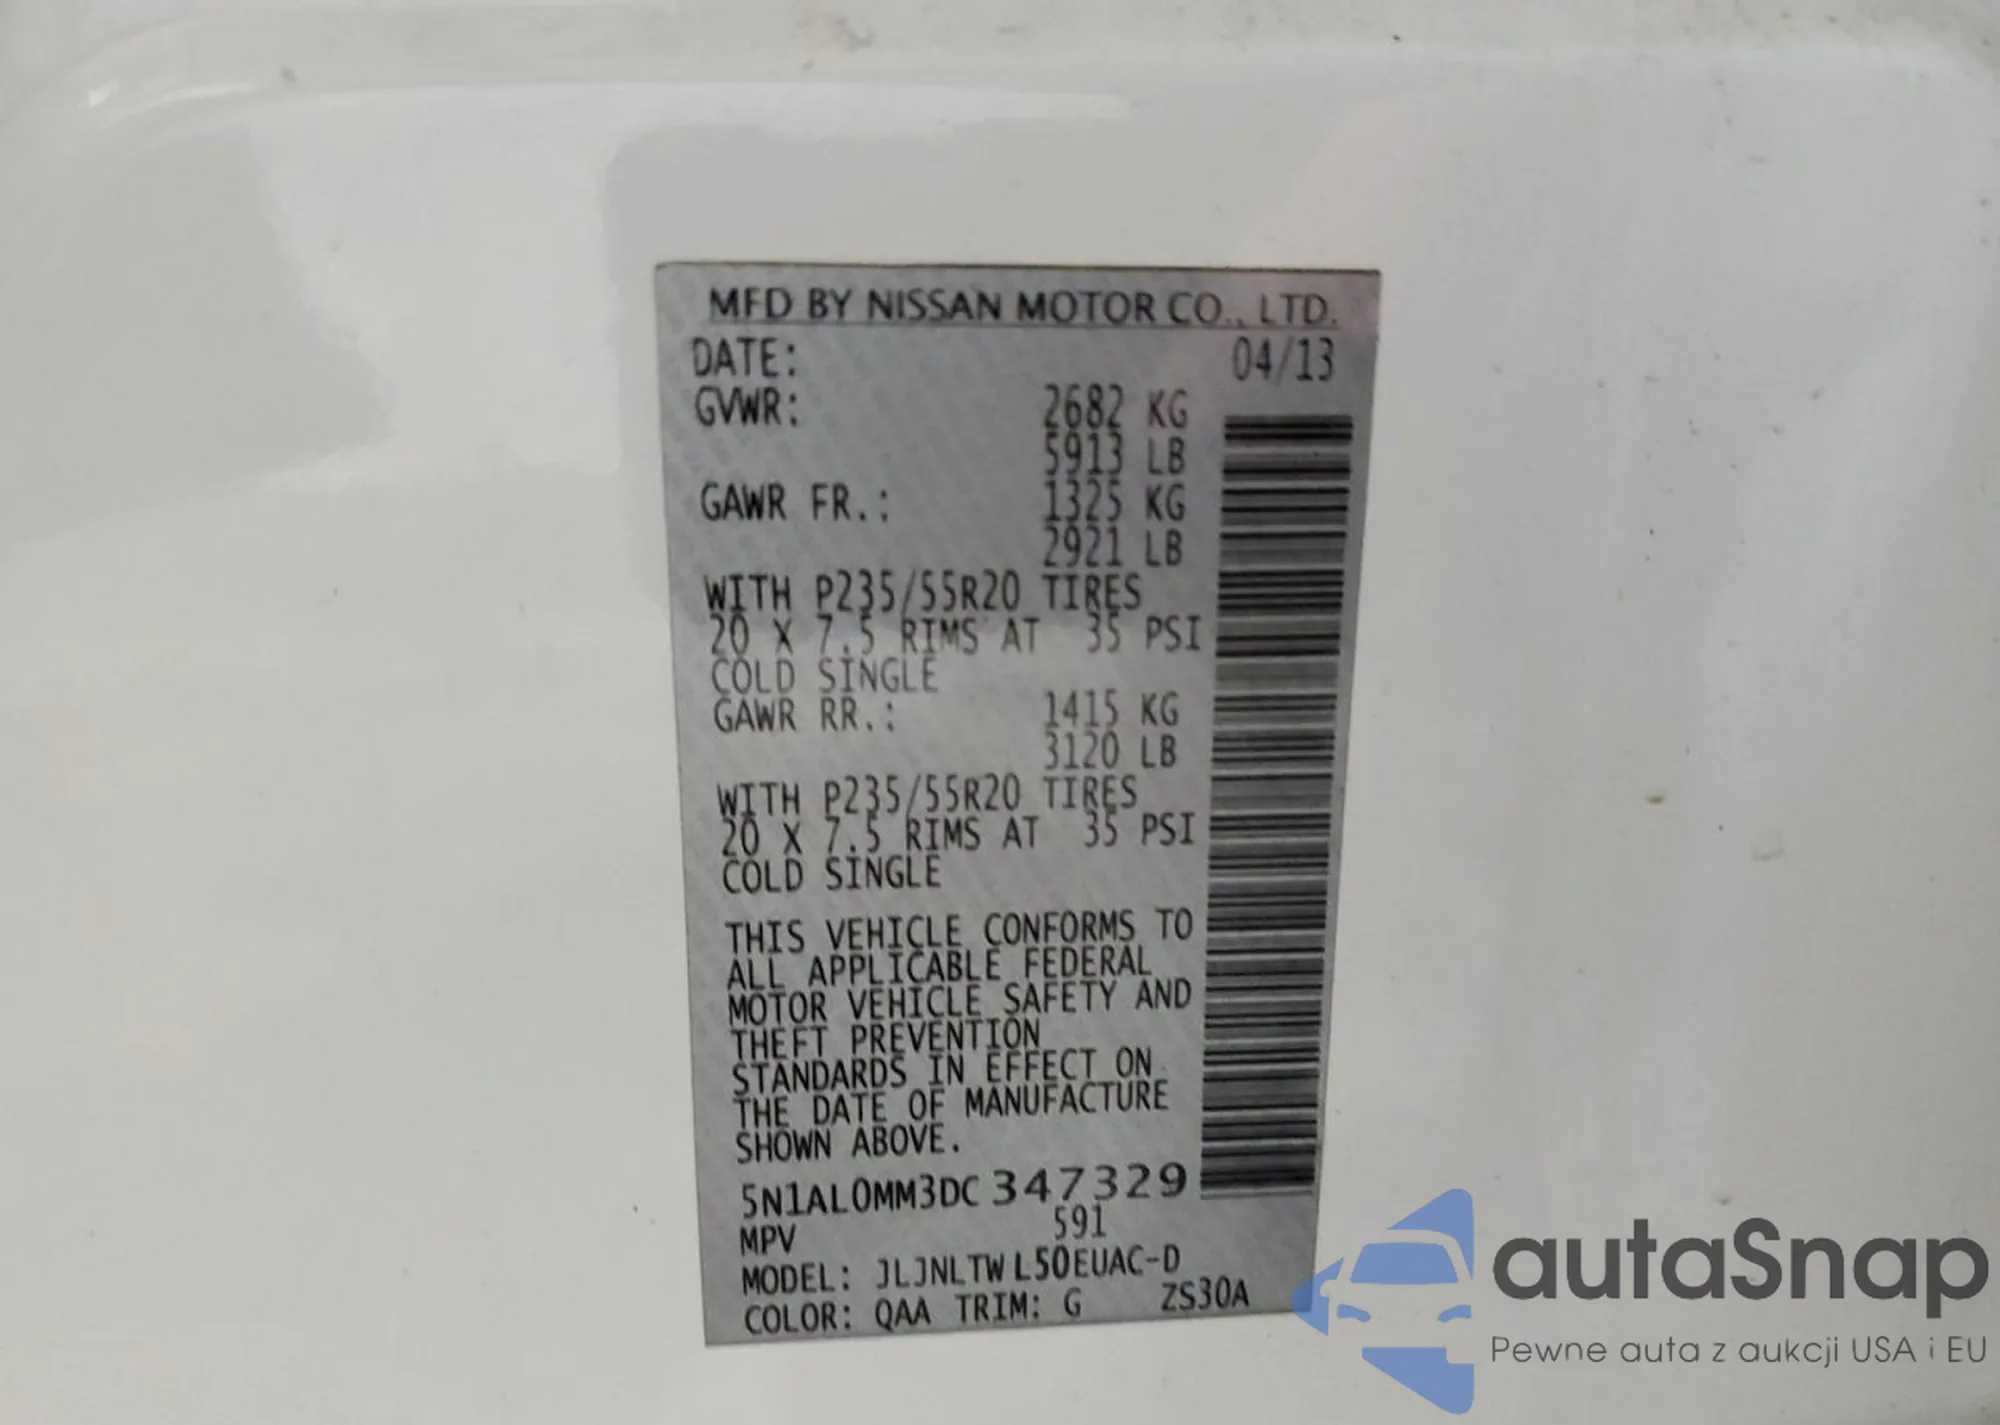 MFD BY NISSAN MOTOR CO., LTD.
DATE: 04/13
GVWR: 2682 KG
5913 LB
GAWR FR.: 1325 KG
2921 LB
WITH P235/55R20 TIRES
20 X 7.5 RIMS AT 35 PSI
COLD SINGLE
GAWR RR.: 1415 KG
3120 LB
WITH P235/55R20 TIRES
20 X 7.5 RIMS AT 35 PSI
COLD SINGLE
THIS VEHICLE CONFORMS TO
ALL APPLICABLE FEDERAL
MOTOR VEHICLE SAFETY AND
THEFT PREVENTION
STANDARDS IN EFFECT ON
THE DATE OF MANUFACTURE
SHOWN ABOVE.
5N1AL0MM3DC 347329
MPV 591
MODEL: JLJNLTW L50EUAC-D
COLOR: QAA TRIM: G ZS30A
autaSnap
Pewne auta z aukcji USA i EU